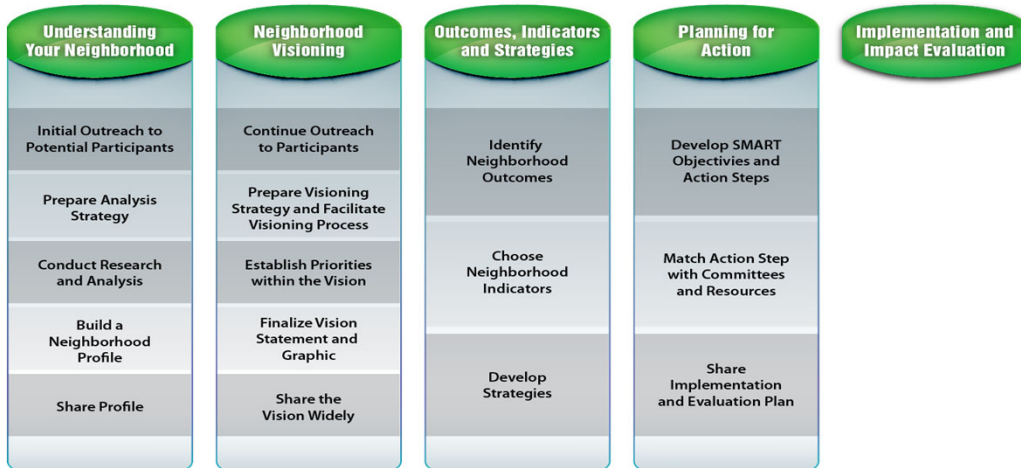 Understanding
Your Neighborhood
Initial Outreach to
Potential Participants
Prepare Analysis
Strategy
Conduct Research
and Analysis
Build a
Neighborhood
Profile
Share Profile
Neighborhood
Visioning
Continue Outreach
to Participants
Prepare Visioning
Strategy and Facilitate
Visioning Process
Establish Priorities
within the Vision
Finalize Vision
Statement and
Graphic
Share the
Vision Widely
Outcomes, Indicators
and Strategies
Identify
Neighborhood
Outcomes
Choose
Neighborhood
Indicators
Develop
Strategies
Planning for
Action
Develop SMART
Objectivies and
Action Steps
Match Action Step
with Committees
and Resources
Share
Implementation
and Evaluation Plan
Implementation and
Impact Evaluation